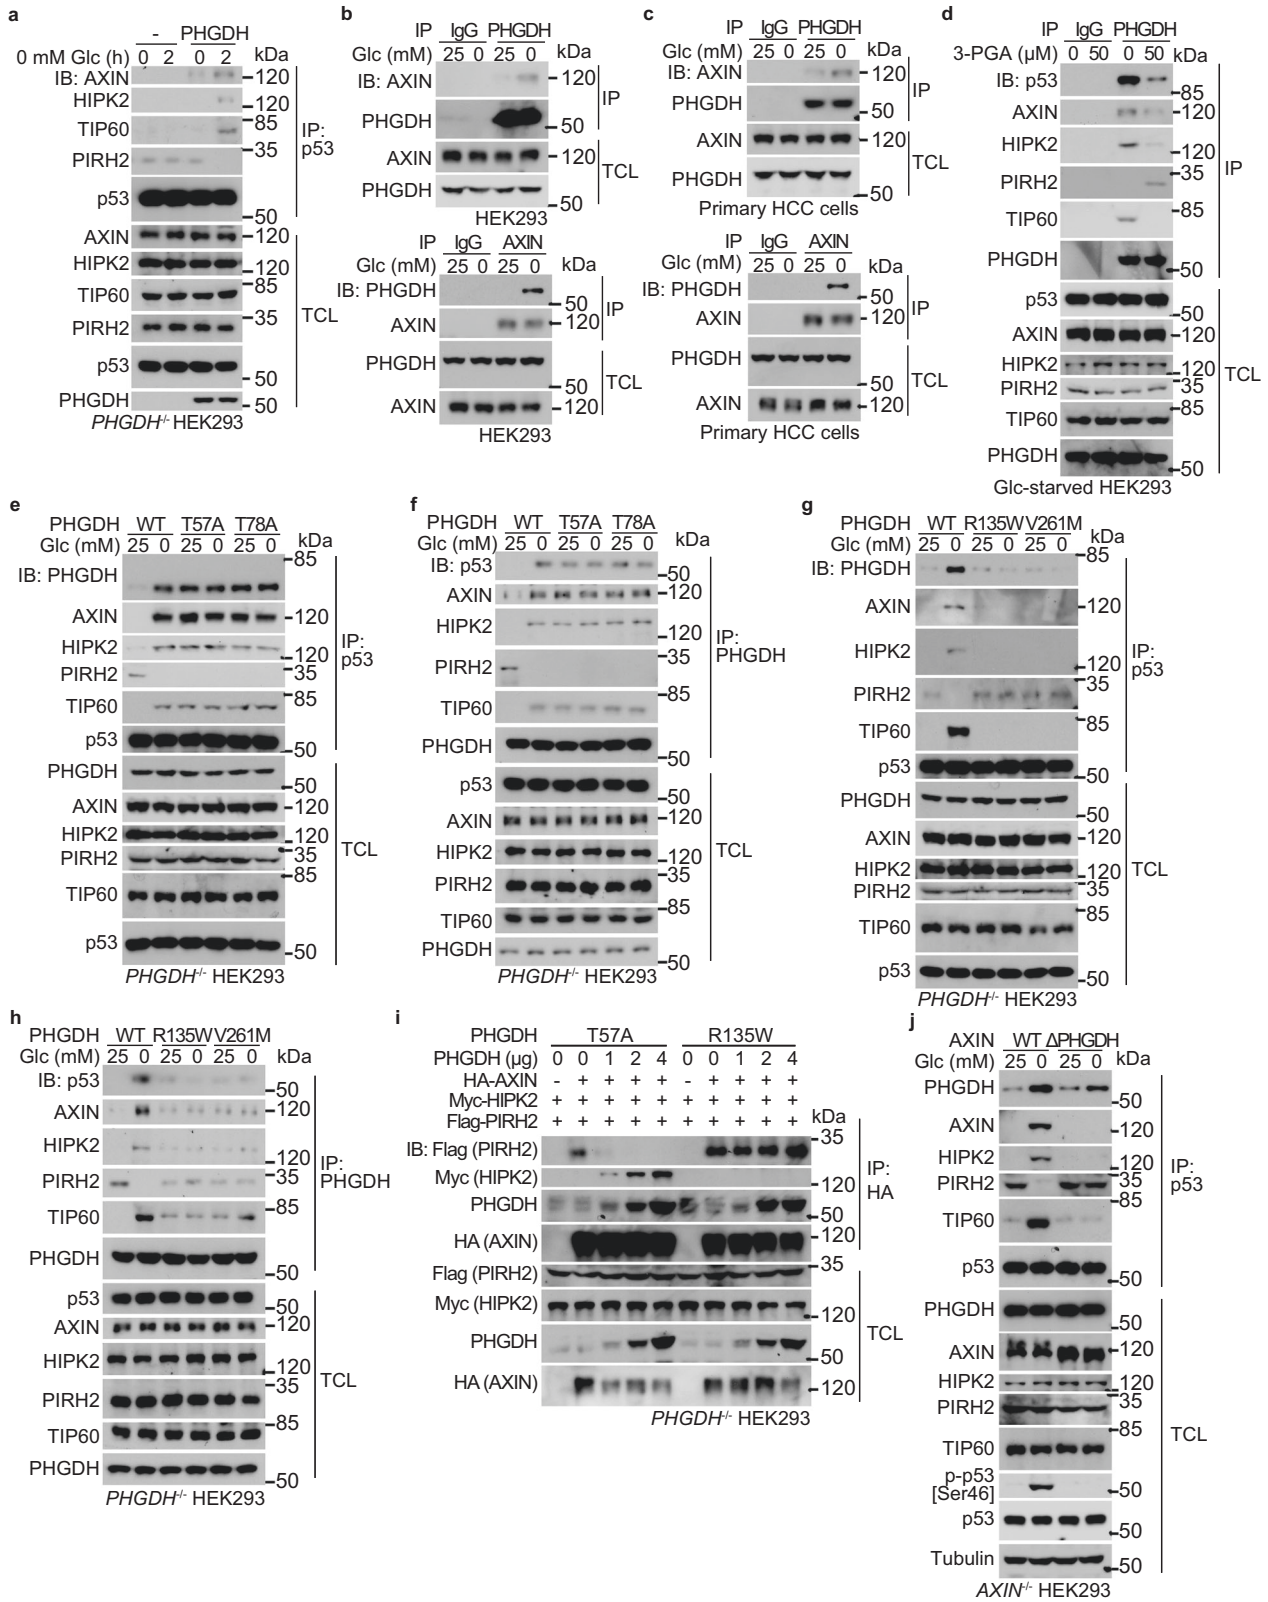 a
- PHGDH
0 mM Glc (h) 0 2 0 2 kDa
IB: AXIN 120
HIPK2 120
TIP60 85
PIRH2 35
p53 50
IP: p53
AXIN 120
HIPK2 120
TIP60 85
PIRH2 35
p53 50
PHGDH 50
TCL
PHGDH-/- HEK293
b
IP IgG PHGDH
Glc (mM) 25 0 25 0 kDa
IB: AXIN 120
PHGDH 50
IP
AXIN 120
PHGDH 50
TCL
HEK293
IP IgG AXIN
Glc (mM) 25 0 25 0 kDa
IB: PHGDH 50
AXIN 120
IP
PHGDH 50
AXIN 120
TCL
HEK293
c
IP IgG PHGDH
Glc (mM) 25 0 25 0 kDa
IB: AXIN 120
PHGDH 50
IP
AXIN 120
PHGDH 50
TCL
Primary HCC cells
IP IgG AXIN
Glc (mM) 25 0 25 0 kDa
IB: PHGDH 50
AXIN 120
IP
PHGDH 50
AXIN 120
TCL
Primary HCC cells
d
IP IgG PHGDH
3-PGA (µM) 0 50 0 50 kDa
IB: p53 85
AXIN 120
HIPK2 120
PIRH2 35
TIP60 85
PHGDH 50
IP
p53 50
AXIN 120
HIPK2 120
PIRH2 35
TIP60 85
PHGDH 50
TCL
Glc-starved HEK293
e
PHGDH WT T57A T78A
Glc (mM) 25 0 25 0 25 0 kDa
IB: PHGDH 85
AXIN 120
HIPK2 120
PIRH2 35
TIP60 85
p53 50
IP: p53
PHGDH 50
AXIN 120
HIPK2 120
PIRH2 35
TIP60 85
p53 50
TCL
PHGDH-/- HEK293
f
PHGDH WT T57A T78A
Glc (mM) 25 0 25 0 25 0 kDa
IB: p53 50
AXIN 120
HIPK2 120
PIRH2 35
TIP60 85
PHGDH 50
IP: PHGDH
p53 50
AXIN 120
HIPK2 120
PIRH2 35
TIP60 85
PHGDH 50
TCL
PHGDH-/- HEK293
g
PHGDH WT R135W V261M
Glc (mM) 25 0 25 0 25 0 kDa
IB: PHGDH 85
AXIN 120
HIPK2 120
PIRH2 35
TIP60 85
p53 50
IP: p53
PHGDH 50
AXIN 120
HIPK2 120
PIRH2 35
TIP60 85
p53 50
TCL
PHGDH-/- HEK293
h
PHGDH WT R135W V261M
Glc (mM) 25 0 25 0 25 0 kDa
IB: p53 50
AXIN 120
HIPK2 120
PIRH2 35
TIP60 85
PHGDH 50
IP: PHGDH
p53 50
AXIN 120
HIPK2 120
PIRH2 35
TIP60 85
PHGDH 50
TCL
PHGDH-/- HEK293
i
PHGDH T57A R135W
PHGDH (µg) 0 0 1 2 4 0 0 1 2 4
HA-AXIN - + + + + - + + + +
Myc-HIPK2 + + + + + + + + + +
Flag-PIRH2 + + + + + + + + + +
kDa
IB: Flag (PIRH2) 35
Myc (HIPK2) 120
PHGDH 50
HA (AXIN) 120
IP: HA
Flag (PIRH2) 35
Myc (HIPK2) 120
PHGDH 50
HA (AXIN) 120
TCL
PHGDH-/- HEK293
j
AXIN WT ΔPHGDH
Glc (mM) 25 0 25 0 kDa
PHGDH 50
AXIN 120
HIPK2 120
PIRH2 35
TIP60 85
p53 50
IP: p53
PHGDH 50
AXIN 120
HIPK2 120
PIRH2 35
TIP60 85
p-p53 [Ser46] 50
p53 50
Tubulin 50
TCL
AXIN-/- HEK293